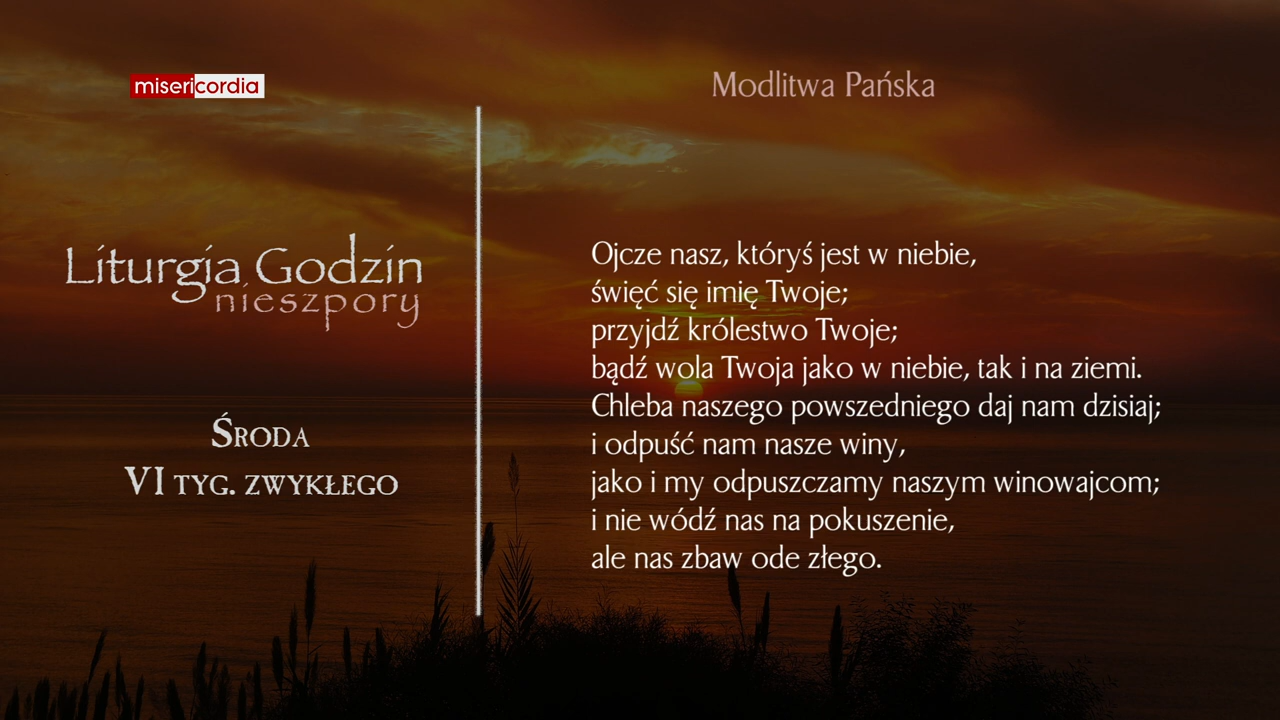 misericordia
Liturgia Godzin
nieszpory
Środa
VI tyg. zwykłego
Modlitwa Pańska
Ojcze nasz, któryś jest w niebie,
święć się imię Twoje;
przyjdź królestwo Twoje;
bądź wola Twoja jako w niebie, tak i na ziemi.
Chleba naszego powszedniego daj nam dzisiaj;
i odpuść nam nasze winy,
jako i my odpuszczamy naszym winowajcom;
i nie wódź nas na pokuszenie,
ale nas zbaw ode złego.